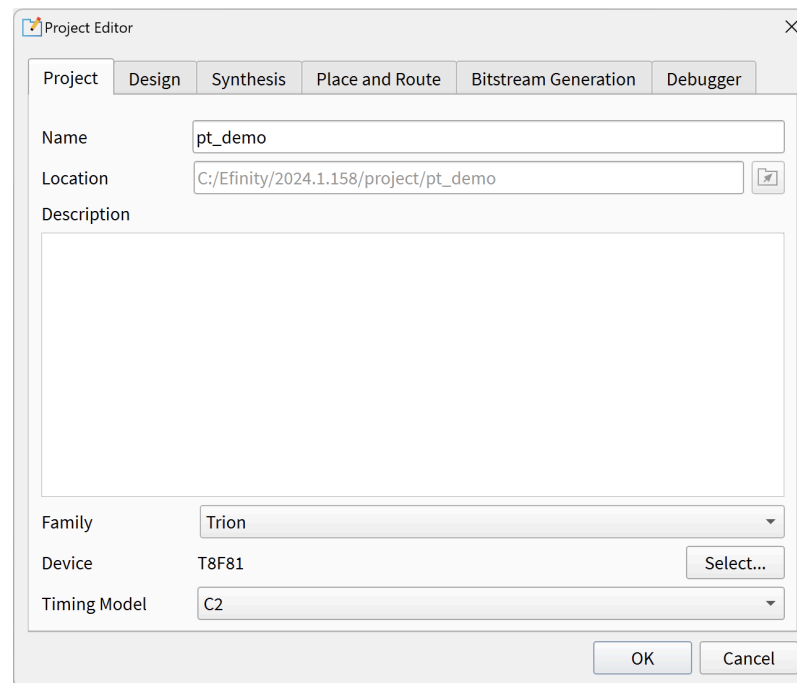 Project Editor
Project Design Synthesis Place and Route Bitstream Generation Debugger
Name pt_demo
Location C:/Efinity/2024.1.158/project/pt_demo
Description
Family Trion
Device T8F81 Select...
Timing Model C2
OK Cancel